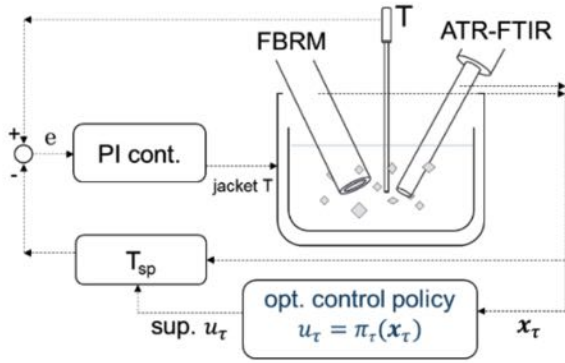 T
FBRM
ATR-FTIR
+
e
-
PI cont.
jacket T
T_sp
opt. control policy
u_τ = π_τ(x_τ)
sup. u_τ
x_τ